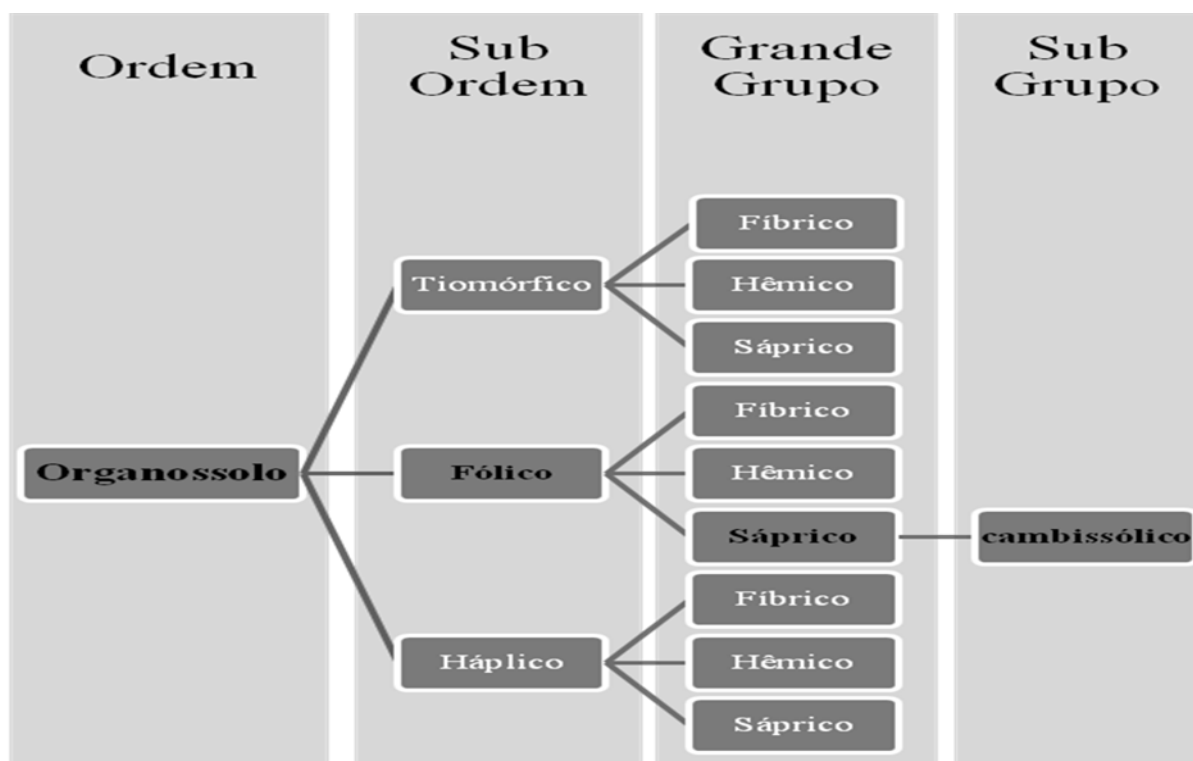 Ordem
Sub
Ordem
Grande
Grupo
Sub
Grupo
Fíbrico
Tiomórfico
Hêmico
Sáprico
Fíbrico
Organossolo
Fólico
Hêmico
Sáprico
cambissólico
Fíbrico
Háplico
Hêmico
Sáprico